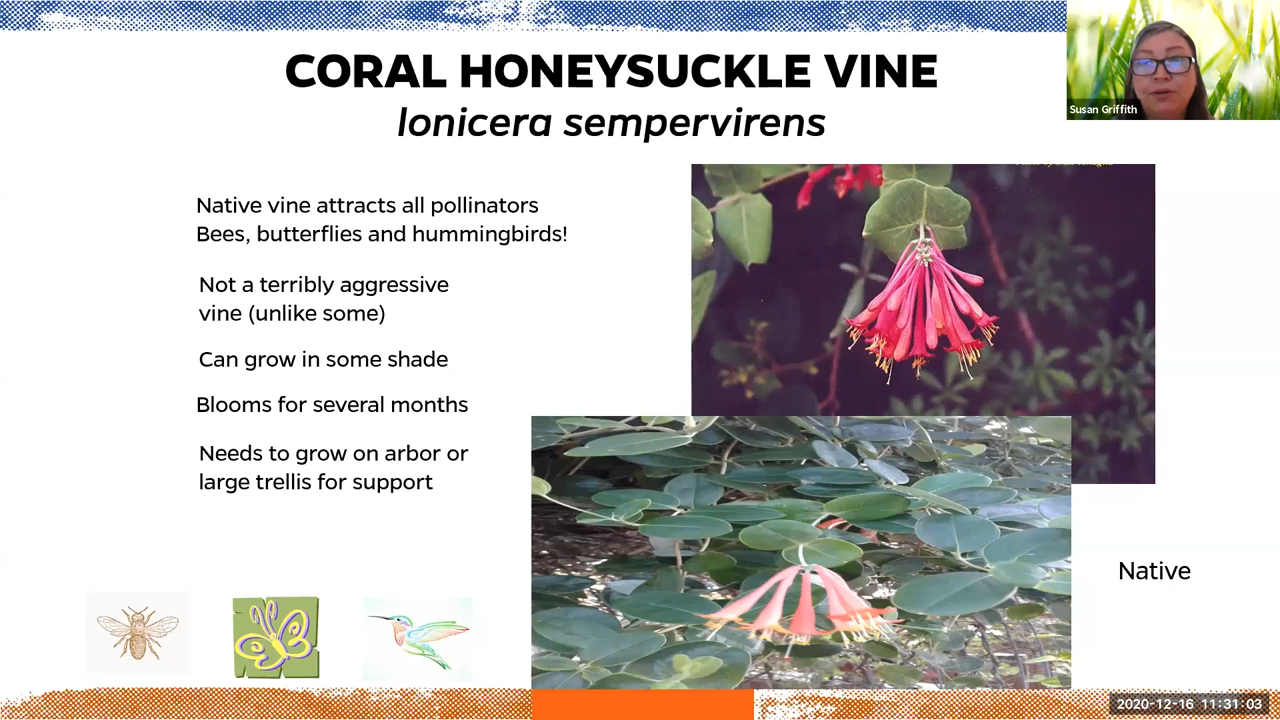 CORAL HONEYSUCKLE VINE
lonicera sempervirens
Susan Griffith
Native vine attracts all pollinators
Bees, butterflies and hummingbirds!
Not a terribly aggressive
vine (unlike some)
Can grow in some shade
Blooms for several months
Needs to grow on arbor or
large trellis for support
Native
2020-12-16 11:31:03